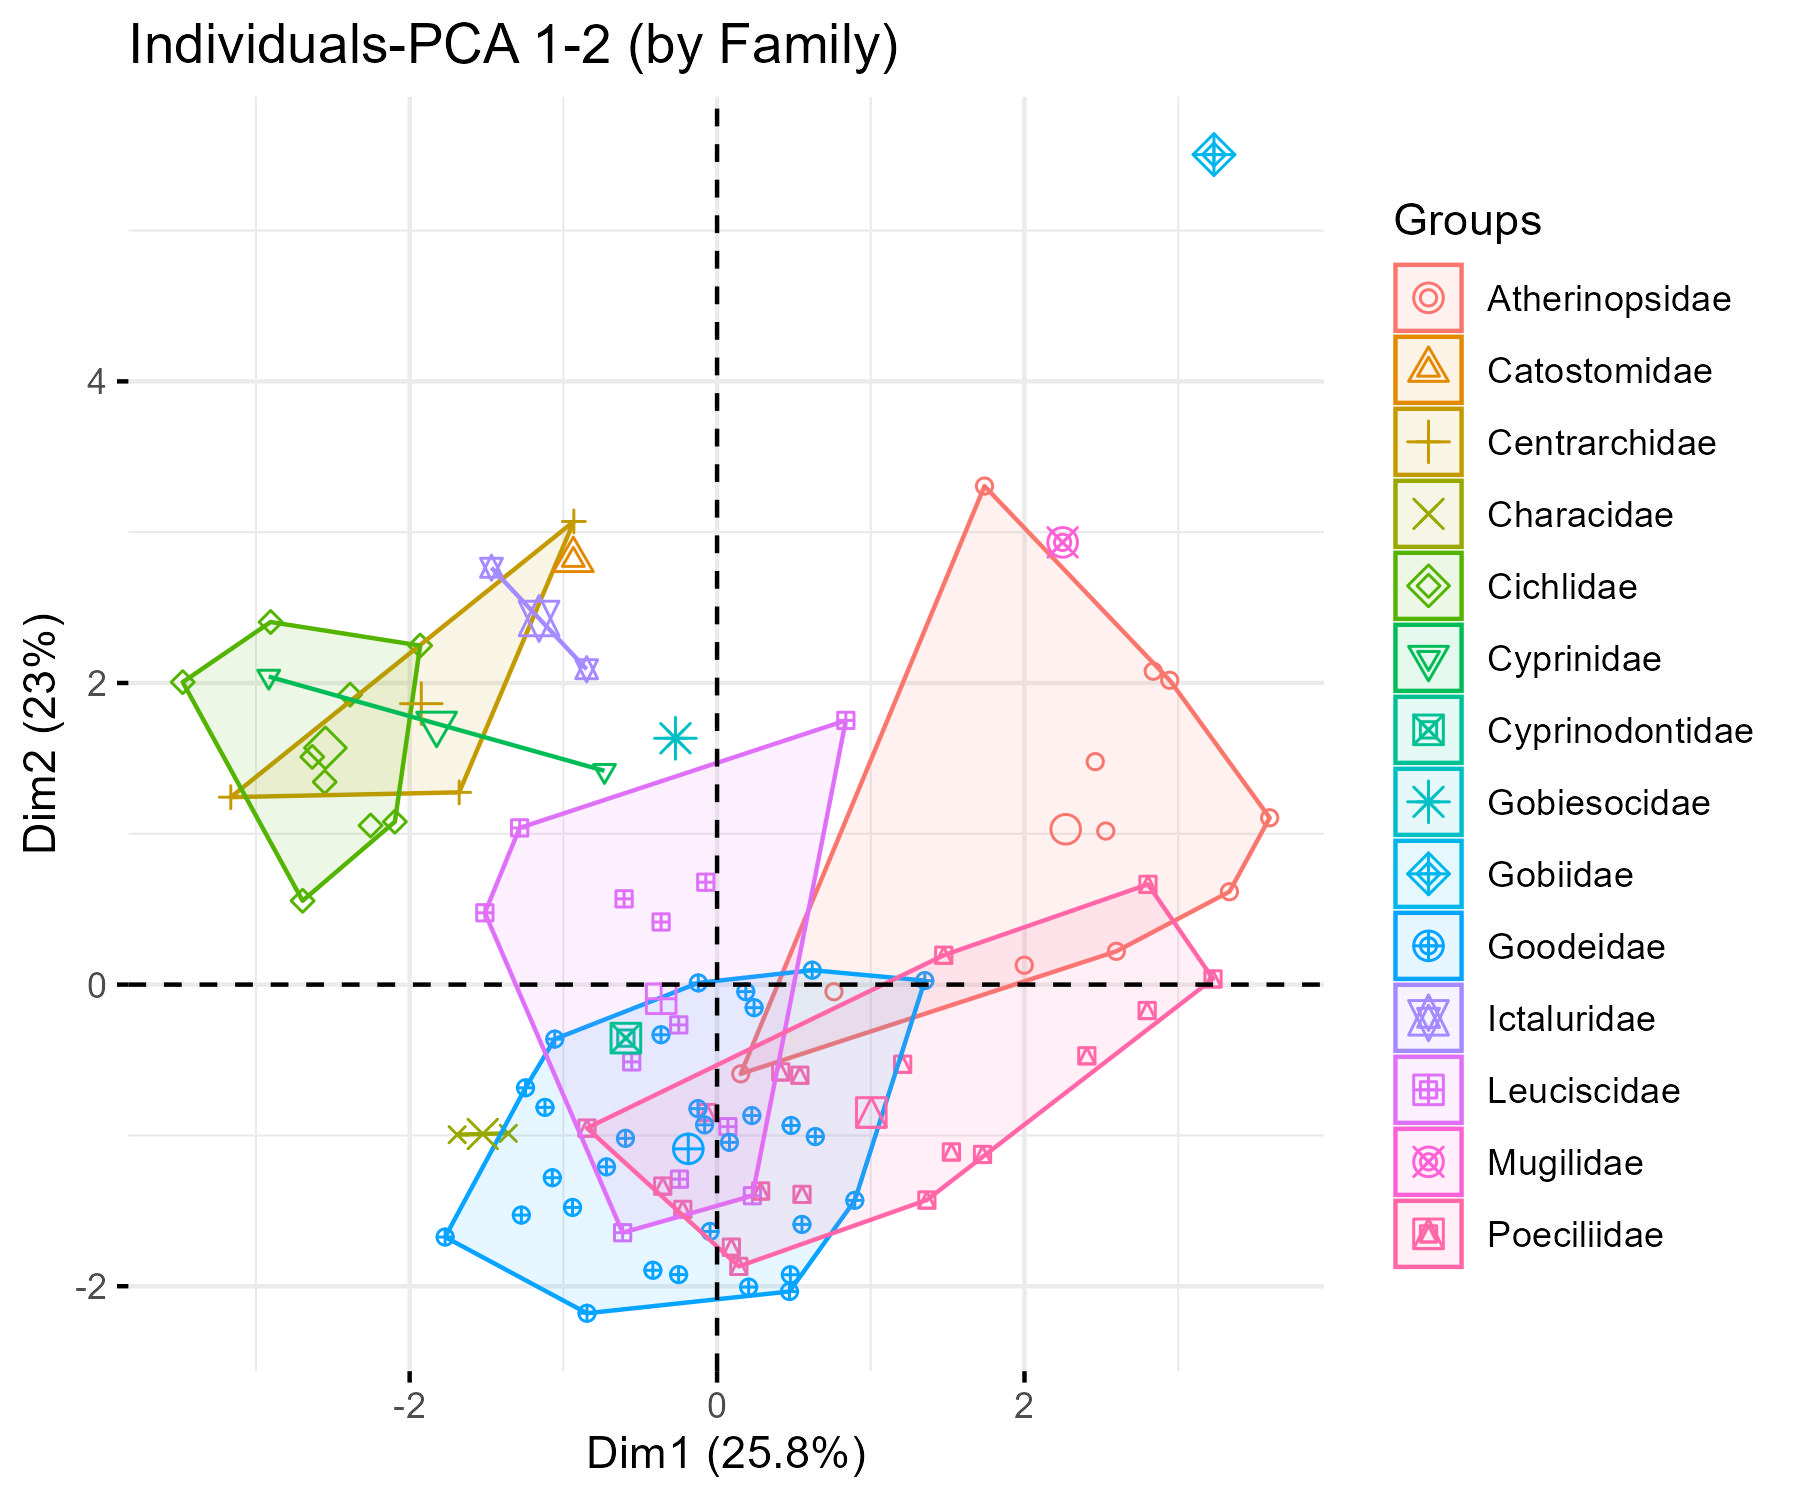 Individuals-PCA 1-2 (by Family)
Groups
Atherinopsidae
Catostomidae
Centrarchidae
Characidae
Cichlidae
Cyprinidae
Cyprinodontidae
Gobiesocidae
Gobiidae
Goodeidae
Ictaluridae
Leuciscidae
Mugilidae
Poeciliidae
4
2
0
-2
Dim2 (23%)
-2 0 2
Dim1 (25.8%)